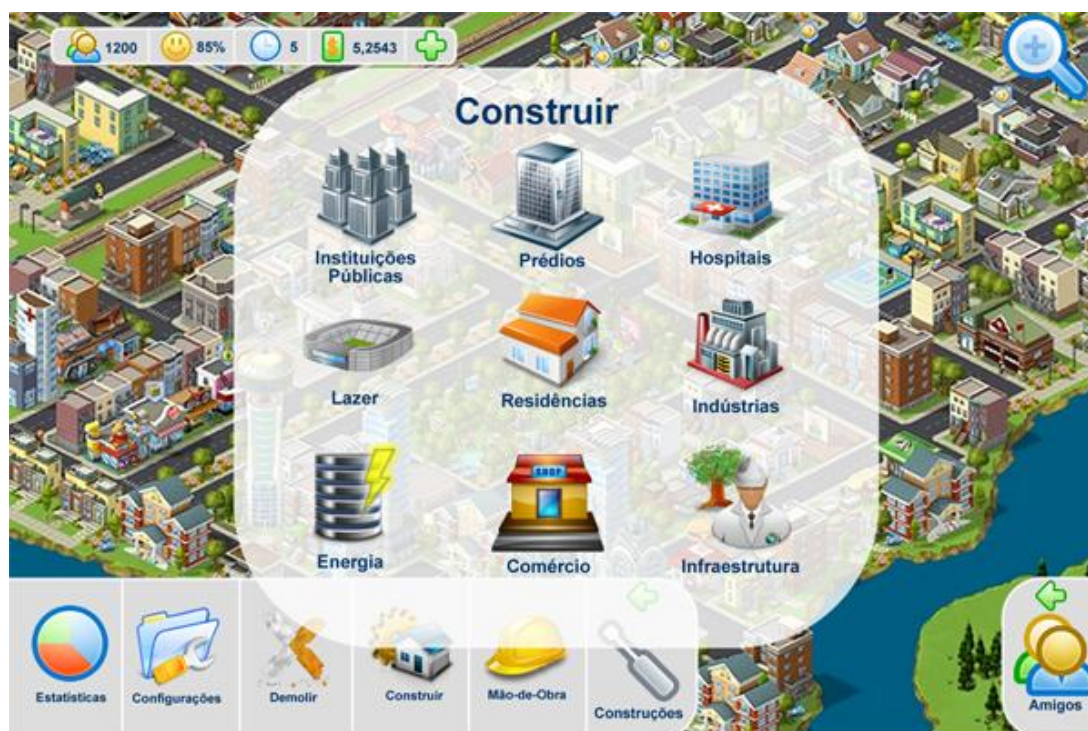 1200 85% 5 5,2543
Construir
Instituições
Públicas
Prédios
Hospitais
Lazer
Residências
Indústrias
SHOP
Energia
Comércio
Infraestrutura
Estatísticas
Configurações
Demolir
Construir
Mão-de-Obra
Construções
Amigos